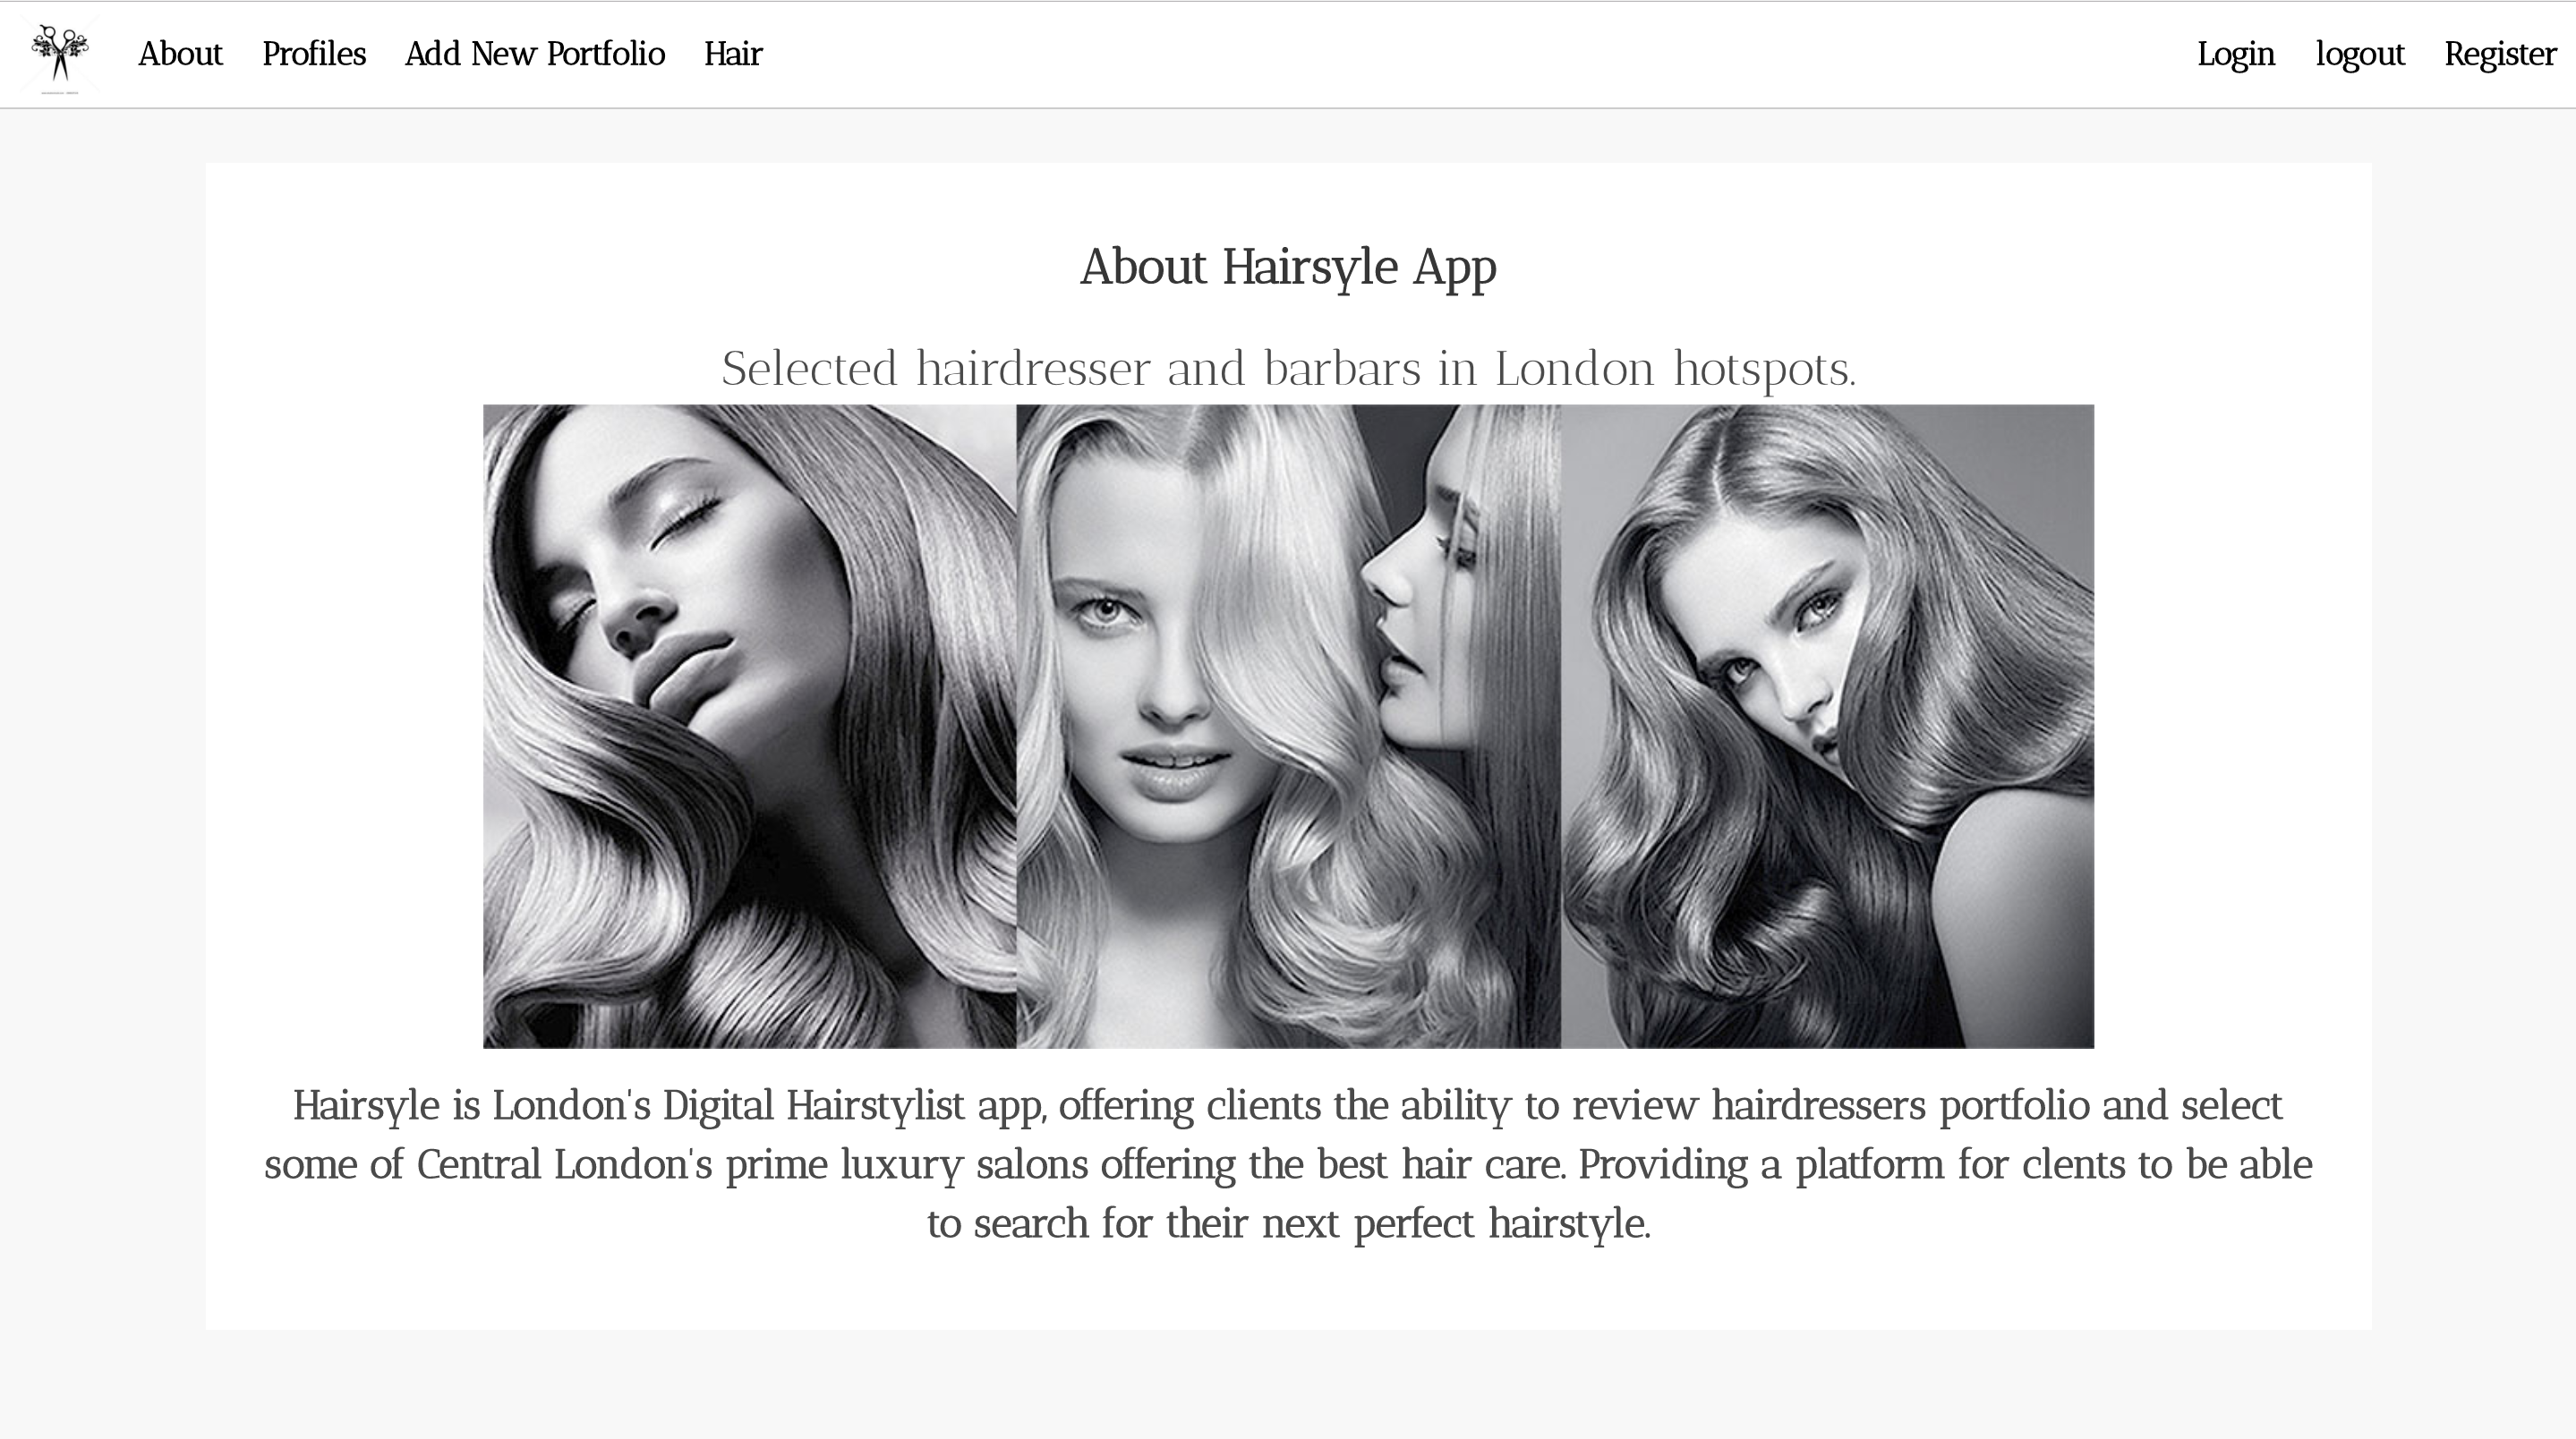 About Profiles Add New Portfolio Hair Login logout Register
About Hairsyle App
Selected hairdresser and barbars in London hotspots.
Hairsyle is London's Digital Hairstylist app, offering clients the ability to review hairdressers portfolio and select
some of Central London's prime luxury salons offering the best hair care. Providing a platform for clents to be able
to search for their next perfect hairstyle.